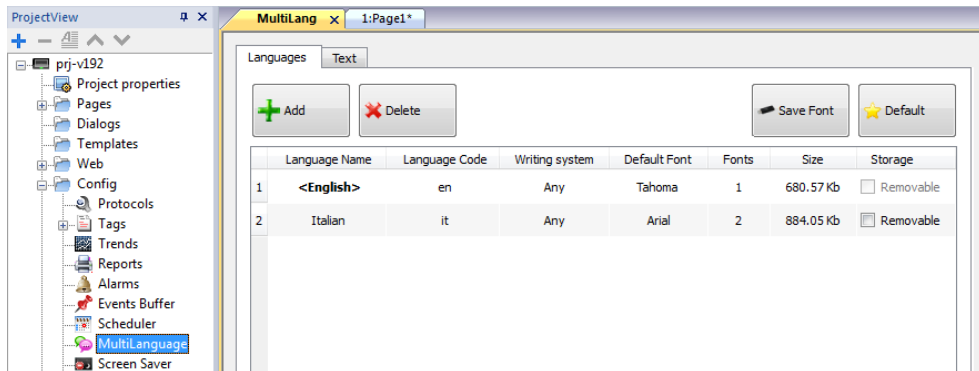 ProjectView
prj-v192
Project properties
Pages
Dialogs
Templates
Web
Config
Protocols
Tags
Trends
Reports
Alarms
Events Buffer
Scheduler
MultiLanguage
Screen Saver
MultiLang 1:Page1*
Languages Text
Add Delete Save Font Default
Language Name Language Code Writing system Default Font Fonts Size Storage
1 <English> en Any Tahoma 1 680.57 Kb Removable
2 Italian it Any Arial 2 884.05 Kb Removable